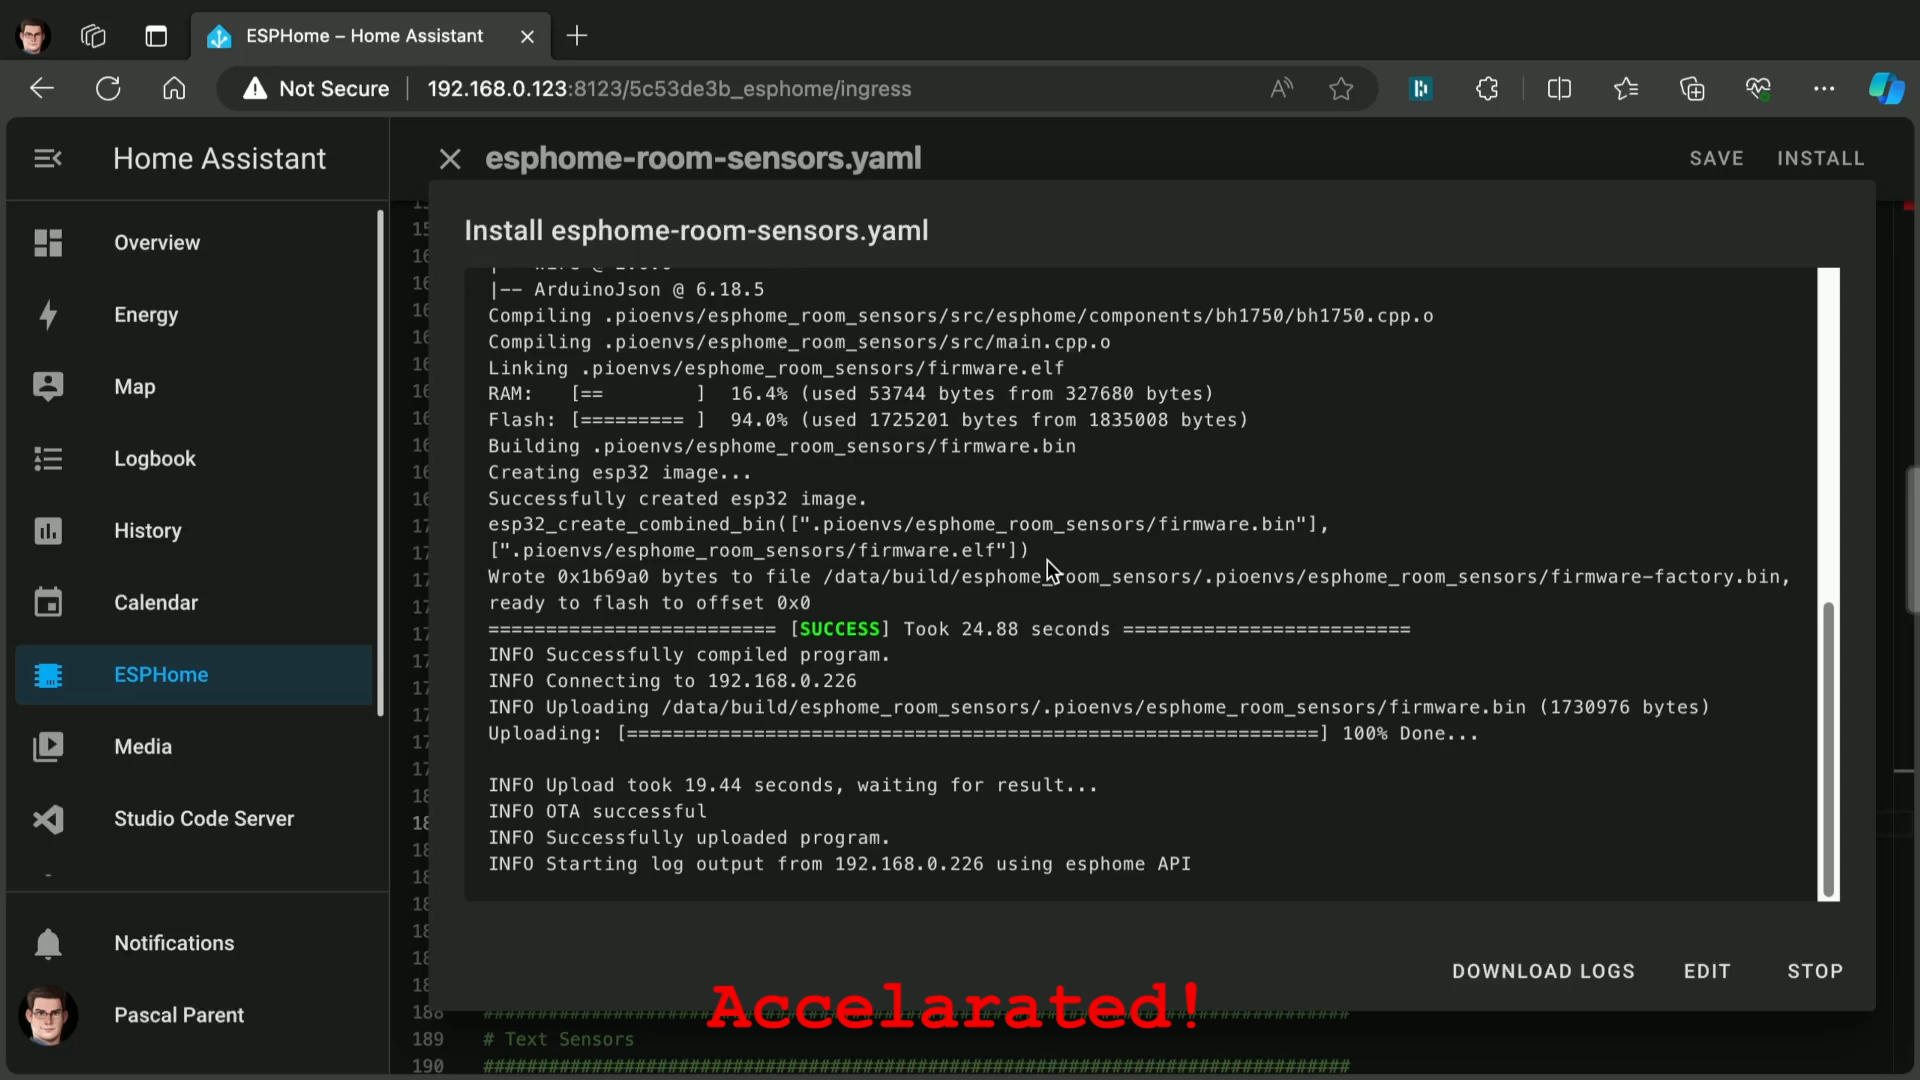 ESPHome – Home Assistant
Not Secure
192.168.0.123:8123/5c53de3b_esphome/ingress
Home Assistant
esphome-room-sensors.yaml
SAVE
INSTALL
Overview
Energy
Map
Logbook
History
Calendar
ESPHome
Media
Studio Code Server
Notifications
Pascal Parent
Install esphome-room-sensors.yaml
|-- ArduinoJson @ 6.18.5
Compiling .pioenvs/esphome_room_sensors/src/esphome/components/bh1750/bh1750.cpp.o
Compiling .pioenvs/esphome_room_sensors/src/main.cpp.o
Linking .pioenvs/esphome_room_sensors/firmware.elf
RAM:   [==        ]  16.4% (used 53744 bytes from 327680 bytes)
Flash: [========= ]  94.0% (used 1725201 bytes from 1835008 bytes)
Building .pioenvs/esphome_room_sensors/firmware.bin
Creating esp32 image...
Successfully created esp32 image.
esp32_create_combined_bin([".pioenvs/esphome_room_sensors/firmware.bin"],
[".pioenvs/esphome_room_sensors/firmware.elf"])
Wrote 0x1b69a0 bytes to file /data/build/esphome_room_sensors/.pioenvs/esphome_room_sensors/firmware-factory.bin,
ready to flash to offset 0x0
========================= [SUCCESS] Took 24.88 seconds =========================
INFO Successfully compiled program.
INFO Connecting to 192.168.0.226
INFO Uploading /data/build/esphome_room_sensors/.pioenvs/esphome_room_sensors/firmware.bin (1730976 bytes)
Uploading: [============================================================] 100% Done...
INFO Upload took 19.44 seconds, waiting for result...
INFO OTA successful
INFO Successfully uploaded program.
INFO Starting log output from 192.168.0.226 using esphome API
DOWNLOAD LOGS
EDIT
STOP
Accelarated!
188
189 # Text Sensors
190